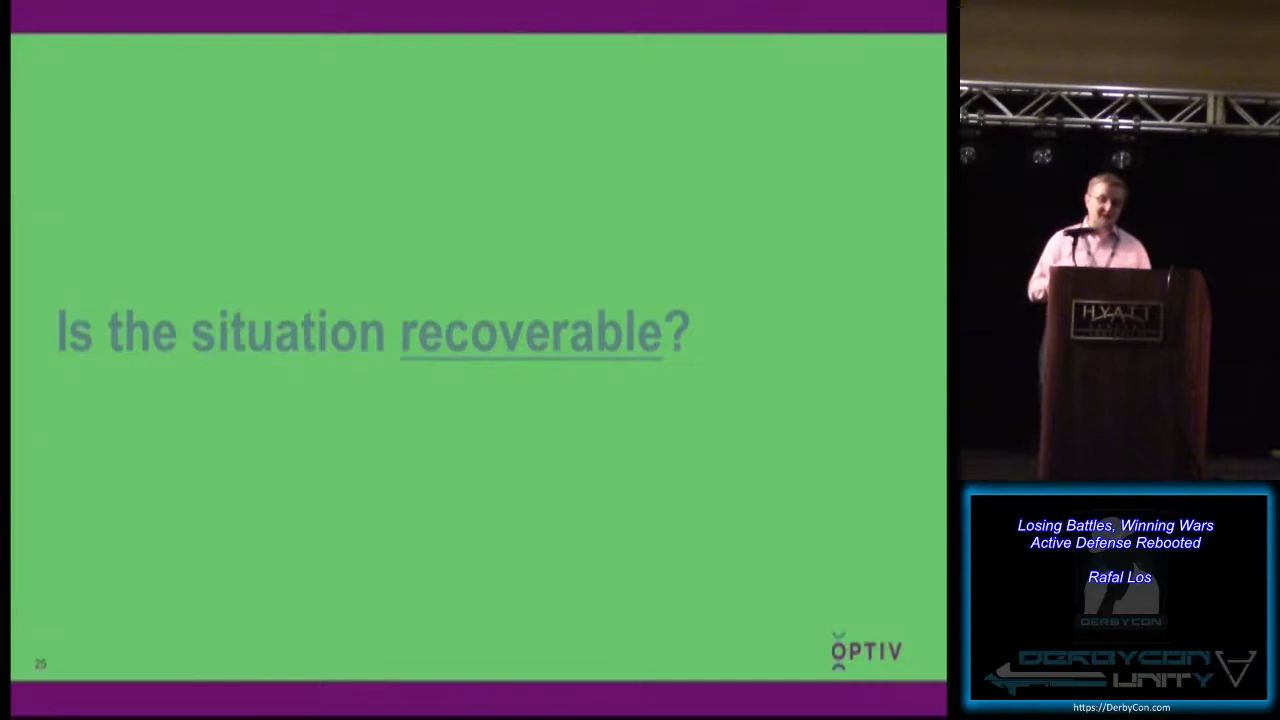 Is the situation recoverable?
25
OPTIV
HYATT
Losing Battles, Winning Wars
Active Defense Rebooted
Rafal Los
DERBYCON
DERBYCON
UNITY
https://DerbyCon.com